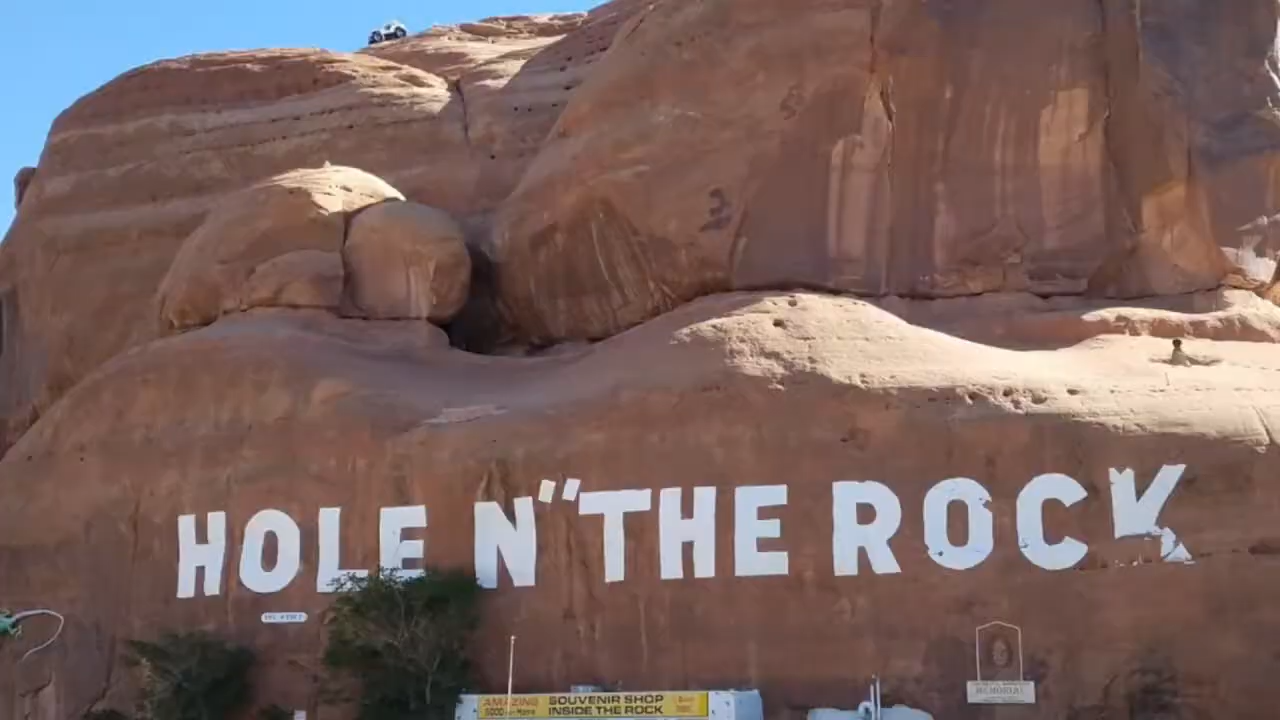 HOLE N" THE ROCK
AMAZING SOUVENIR SHOP
INSIDE THE ROCK
MEMORIAL